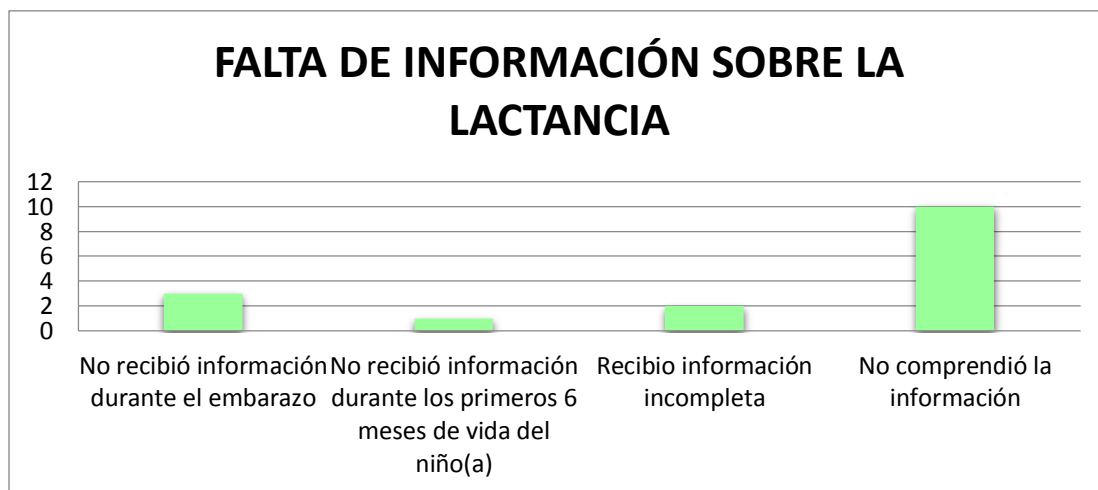 FALTA DE INFORMACIÓN SOBRE LA
LACTANCIA
12
10
8
6
4
2
0
No recibió información
durante el embarazo
No recibió información
durante los primeros 6
meses de vida del
niño(a)
Recibio información
incompleta
No comprendió la
información